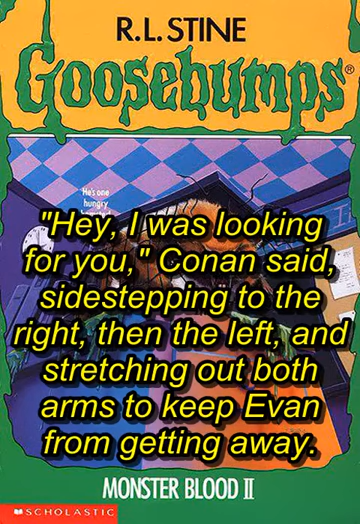 R.L. STINE
Goosebumps®
He's one
hungry
"Hey, I was looking
for you," Conan said,
sidestepping to the
right, then the left, and
stretching out both
arms to keep Evan
from getting away.
MONSTER BLOOD II
SCHOLASTIC